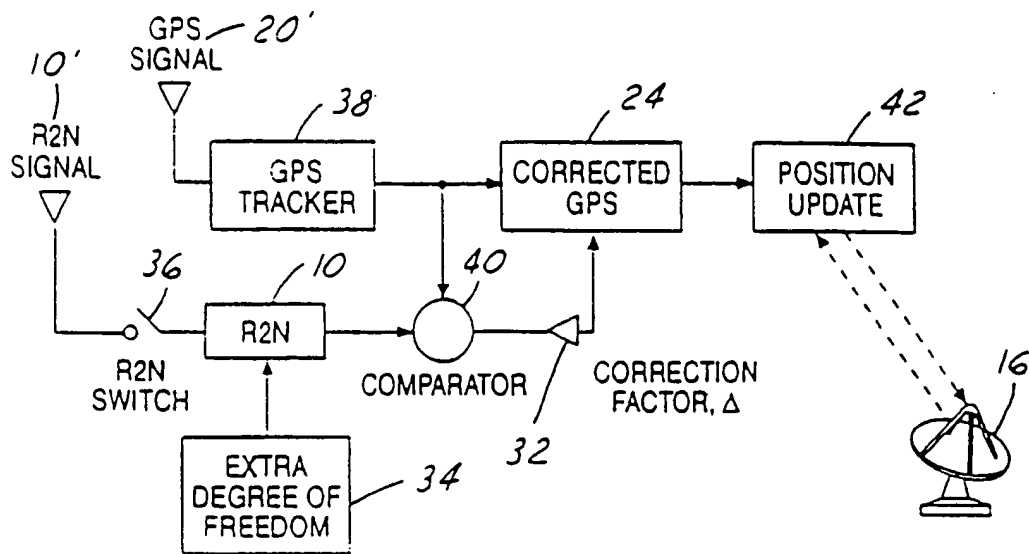 GPS
SIGNAL
20'
10'
R2N
SIGNAL
38
GPS
TRACKER
24
CORRECTED
GPS
42
POSITION
UPDATE
36
R2N
SWITCH
10
R2N
40
COMPARATOR
32
CORRECTION
FACTOR, Δ
16
EXTRA
DEGREE OF
FREEDOM
34